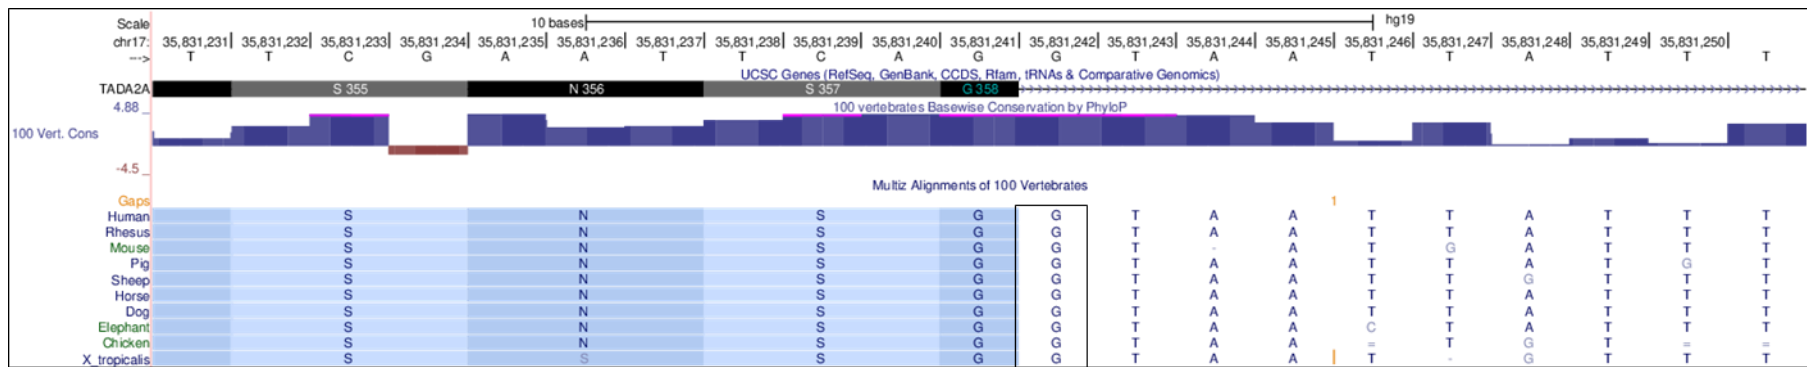 Scale 10 bases hg19
chr17: 35,831,231 35,831,232 35,831,233 35,831,234 35,831,235 35,831,236 35,831,237 35,831,238 35,831,239 35,831,240 35,831,241 35,831,242 35,831,243 35,831,244 35,831,245 35,831,246 35,831,247 35,831,248 35,831,249 35,831,250
---> T T C G A A T T C A G G T A A T T A T T T
UCSC Genes (RefSeq, GenBank, CCDS, Rfam, tRNAs & Comparative Genomics)
TADA2A S 355 N 356 S 357 G 358
100 vertebrates Basewise Conservation by PhyloP
4.88 _
100 Vert. Cons
-4.5 _
Multiz Alignments of 100 Vertebrates
Gaps 1
Human S N S G G T A A T T A T T T
Rhesus S N S G G T A A T T A T T T
Mouse S N S G G T - A T G A T T T
Pig S N S G G T A A T T A T G T
Sheep S N S G G T A A T T G T T T
Horse S N S G G T A A T T A T T T
Dog S N S G G T A A T T A T T T
Elephant S N S G G T A A C T A T T T
Chicken S N S G G T A A = T G T = =
X_tropicalis S S S G G T A A T - G T T T